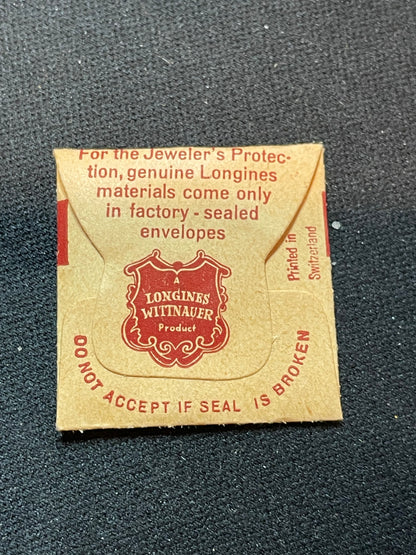 For the Jeweler's Protec-
tion, genuine Longines
materials come only
in factory - sealed
envelopes
Printed in
Switzerland
A
LONGINES
WITTNAUER
Product
DO NOT ACCEPT IF SEAL IS BROKEN